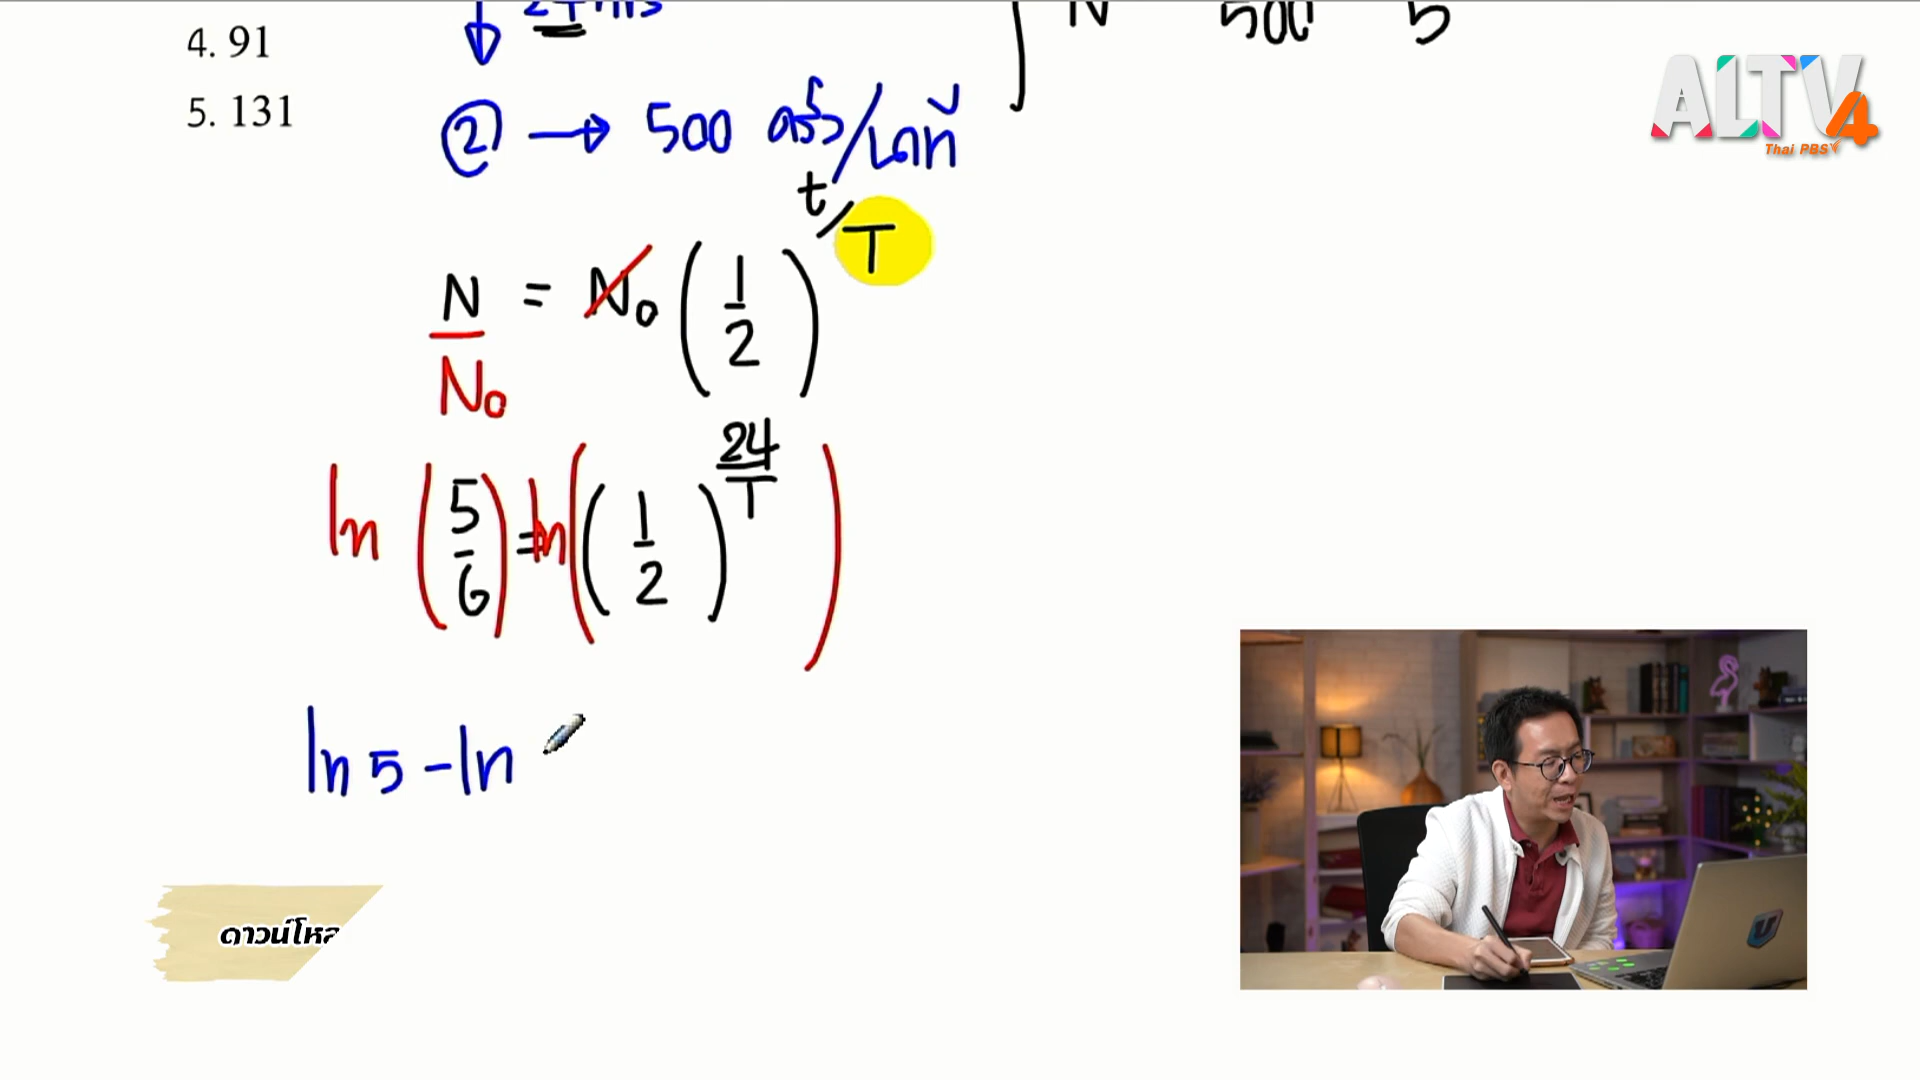 4. 91
5. 131
24 hrs
N 500 5
② → 500 ครั้ง/นาที
N/N₀ = N₀ (1/2)^t/T
ln (5/6) = ln((1/2)^24/T)
ln 5 - ln
ดาวน์โหล
ALTV4
Thai PBS